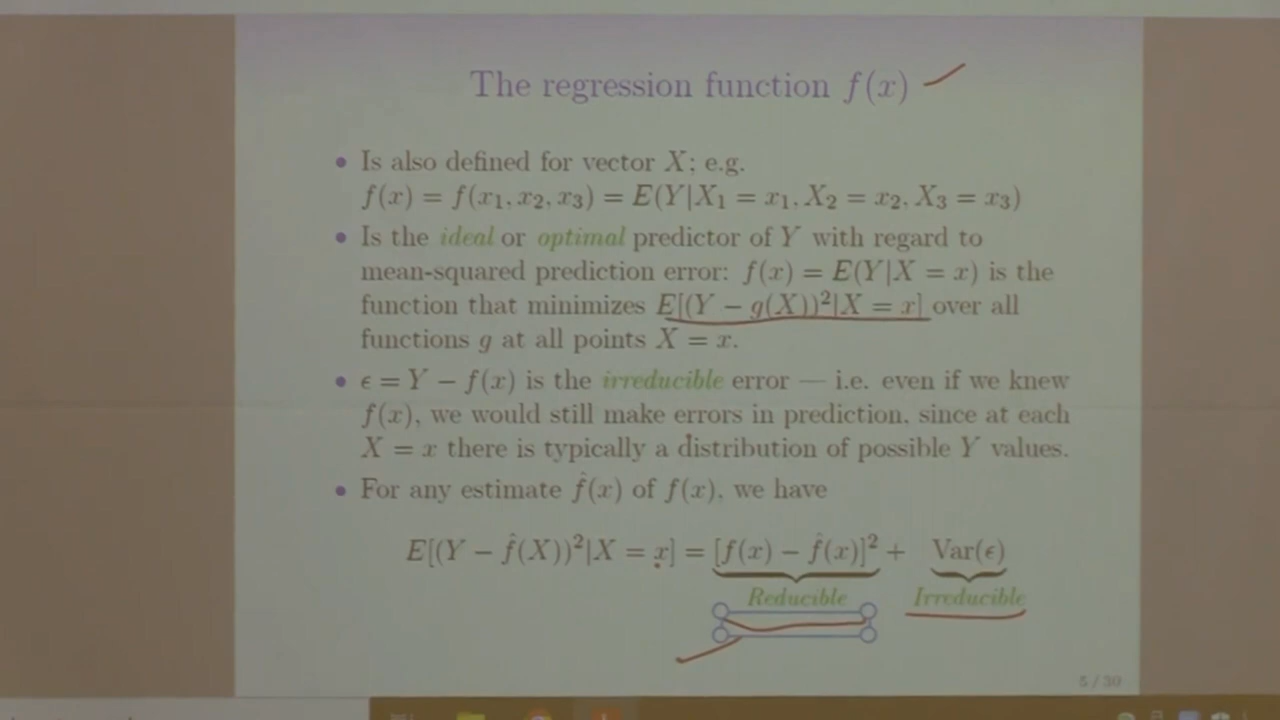 The regression function f(x)
• Is also defined for vector X; e.g.
f(x) = f(x₁, x₂, x₃) = E(Y|X₁ = x₁, X₂ = x₂, X₃ = x₃)
• Is the ideal or optimal predictor of Y with regard to
mean-squared prediction error: f(x) = E(Y|X = x) is the
function that minimizes E[(Y − g(X))²|X = x] over all
functions g at all points X = x.
• ϵ = Y − f(x) is the irreducible error — i.e. even if we knew
f(x), we would still make errors in prediction, since at each
X = x there is typically a distribution of possible Y values.
• For any estimate f̂(x) of f(x), we have
E[(Y − f̂(X))²|X = x] = [f(x) − f̂(x)]² + Var(ϵ)
Reducible Irreducible
5 / 30